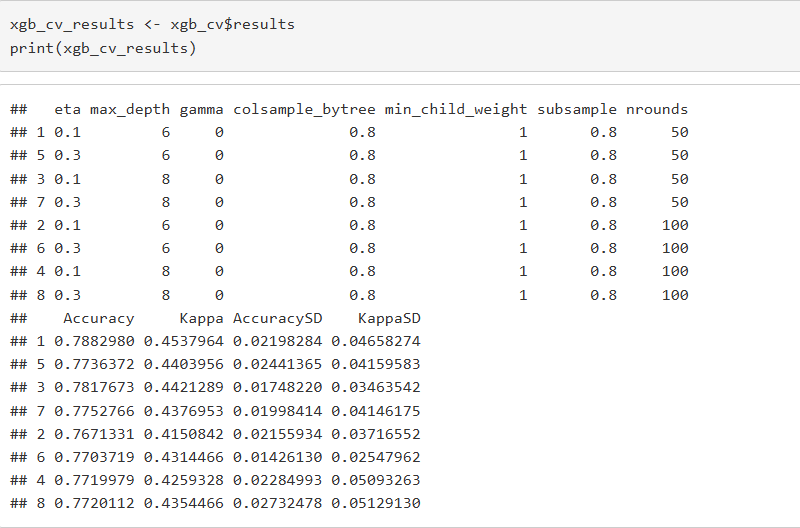 xgb_cv_results <- xgb_cv$results
print(xgb_cv_results)
##   eta max_depth gamma colsample_bytree min_child_weight subsample nrounds
## 1 0.1         6     0              0.8                1       0.8      50
## 5 0.3         6     0              0.8                1       0.8      50
## 3 0.1         8     0              0.8                1       0.8      50
## 7 0.3         8     0              0.8                1       0.8      50
## 2 0.1         6     0              0.8                1       0.8     100
## 6 0.3         6     0              0.8                1       0.8     100
## 4 0.1         8     0              0.8                1       0.8     100
## 8 0.3         8     0              0.8                1       0.8     100
##    Accuracy     Kappa AccuracySD    KappaSD
## 1 0.7882980 0.4537964 0.02198284 0.04658274
## 5 0.7736372 0.4403956 0.02441365 0.04159583
## 3 0.7817673 0.4421289 0.01748220 0.03463542
## 7 0.7752766 0.4376953 0.01998414 0.04146175
## 2 0.7671331 0.4150842 0.02155934 0.03716552
## 6 0.7703719 0.4314466 0.01426130 0.02547962
## 4 0.7719979 0.4259328 0.02284993 0.05093263
## 8 0.7720112 0.4354466 0.02732478 0.05129130